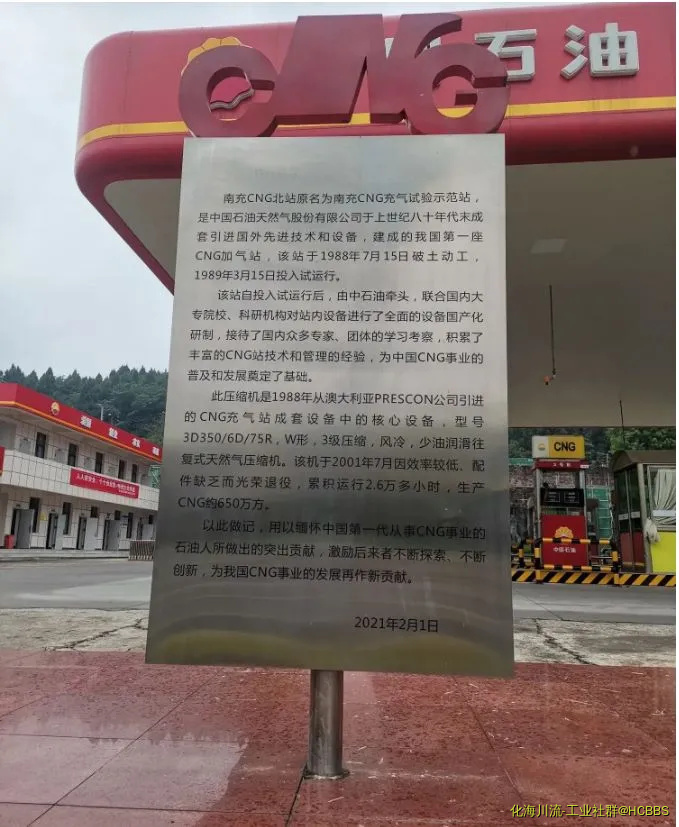 CNG
石油
南充CNG北站原名为南充CNG充气试验示范站，
是中国石油天然气股份有限公司于上世纪八十年代末成
套引进国外先进技术和设备，建成的我国第一座
CNG加气站，该站于1988年7月15日破土动工，
1989年3月15日投入试运行。
该站自投入试运行后，由中石油牵头，联合国内大
专院校、科研机构对站内设备进行了全面的设备国产化
研制，接待了国内众多专家、团体的学习考察，积累了
丰富的CNG站技术和管理的经验，为中国CNG事业的
普及和发展奠定了基础。
此压缩机是1988年从澳大利亚PRESCON公司引进
的CNG充气站成套设备中的核心设备，型号
3D350/6D/75R，W形，3级压缩，风冷，少油润滑往
复式天然气压缩机。该机于2001年7月因效率较低、配
件缺乏而光荣退役，累积运行2.6万多小时，生产
CNG约650万方。
以此做记，用以缅怀中国第一代从事CNG事业的
石油人所做出的突出贡献，激励后来者不断探索、不断
创新，为我国CNG事业的发展再作新贡献。
2021年2月1日
CNG
中国石油
化海川流-工业社群@HCBBS